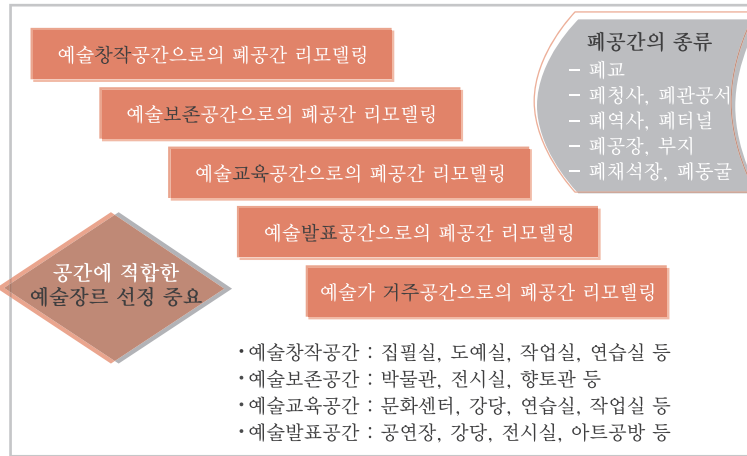 예술창작공간으로의 폐공간 리모델링
예술보존공간으로의 폐공간 리모델링
예술교육공간으로의 폐공간 리모델링
예술발표공간으로의 폐공간 리모델링
예술가 거주공간으로의 폐공간 리모델링
폐공간의 종류
– 폐교
– 폐청사, 폐관공서
– 폐역사, 폐터널
– 폐공장, 부지
– 폐채석장, 폐동굴
공간에 적합한
예술장르 선정 중요
·예술창작공간 : 집필실, 도예실, 작업실, 연습실 등
·예술보존공간 : 박물관, 전시실, 향토관 등
·예술교육공간 : 문화센터, 강당, 연습실, 작업실 등
·예술발표공간 : 공연장, 강당, 전시실, 아트공방 등